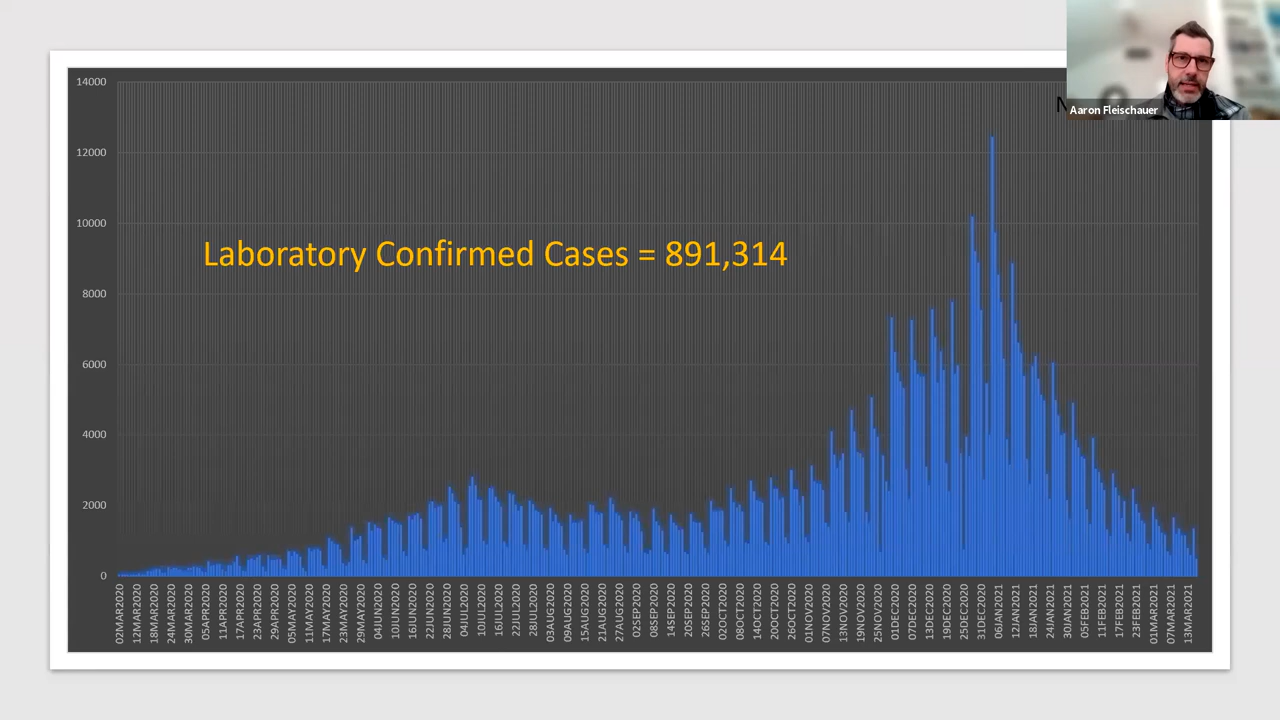 14000
12000
10000
8000
6000
4000
2000
0
Laboratory Confirmed Cases = 891,314
Aaron Fleischauer
02MAR2020
12MAR2020
18MAR2020
24MAR2020
30MAR2020
05APR2020
11APR2020
17APR2020
23APR2020
29APR2020
05MAY2020
11MAY2020
17MAY2020
23MAY2020
29MAY2020
04JUN2020
10JUN2020
16JUN2020
22JUN2020
28JUN2020
04JUL2020
10JUL2020
16JUL2020
22JUL2020
28JUL2020
03AUG2020
09AUG2020
15AUG2020
21AUG2020
27AUG2020
02SEP2020
08SEP2020
14SEP2020
20SEP2020
26SEP2020
02OCT2020
08OCT2020
14OCT2020
20OCT2020
26OCT2020
01NOV2020
07NOV2020
13NOV2020
19NOV2020
25NOV2020
01DEC2020
07DEC2020
13DEC2020
19DEC2020
25DEC2020
31DEC2020
06JAN2021
12JAN2021
18JAN2021
24JAN2021
30JAN2021
05FEB2021
11FEB2021
17FEB2021
23FEB2021
01MAR2021
07MAR2021
13MAR2021